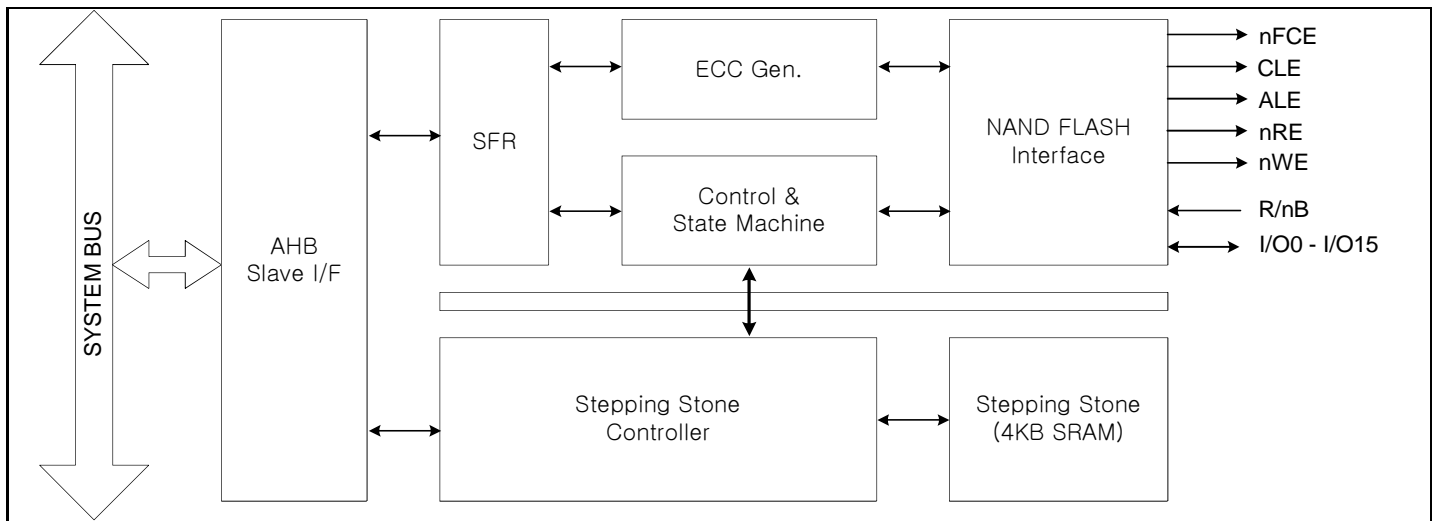 SYSTEM BUS
AHB
Slave I/F
SFR
ECC Gen.
Control &
State Machine
NAND FLASH
Interface
nFCE
CLE
ALE
nRE
nWE
R/nB
I/O0 - I/O15
Stepping Stone
Controller
Stepping Stone
(4KB SRAM)